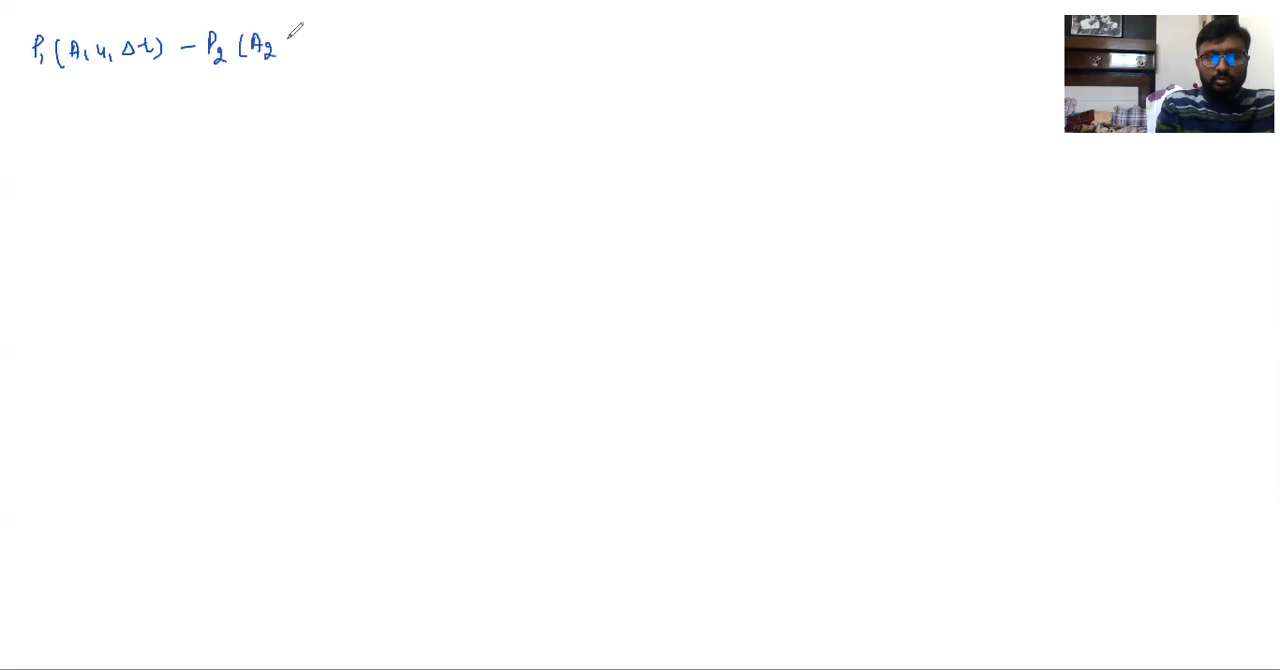 P₁ (A₁ u₁ Δt) - P₂ (A₂